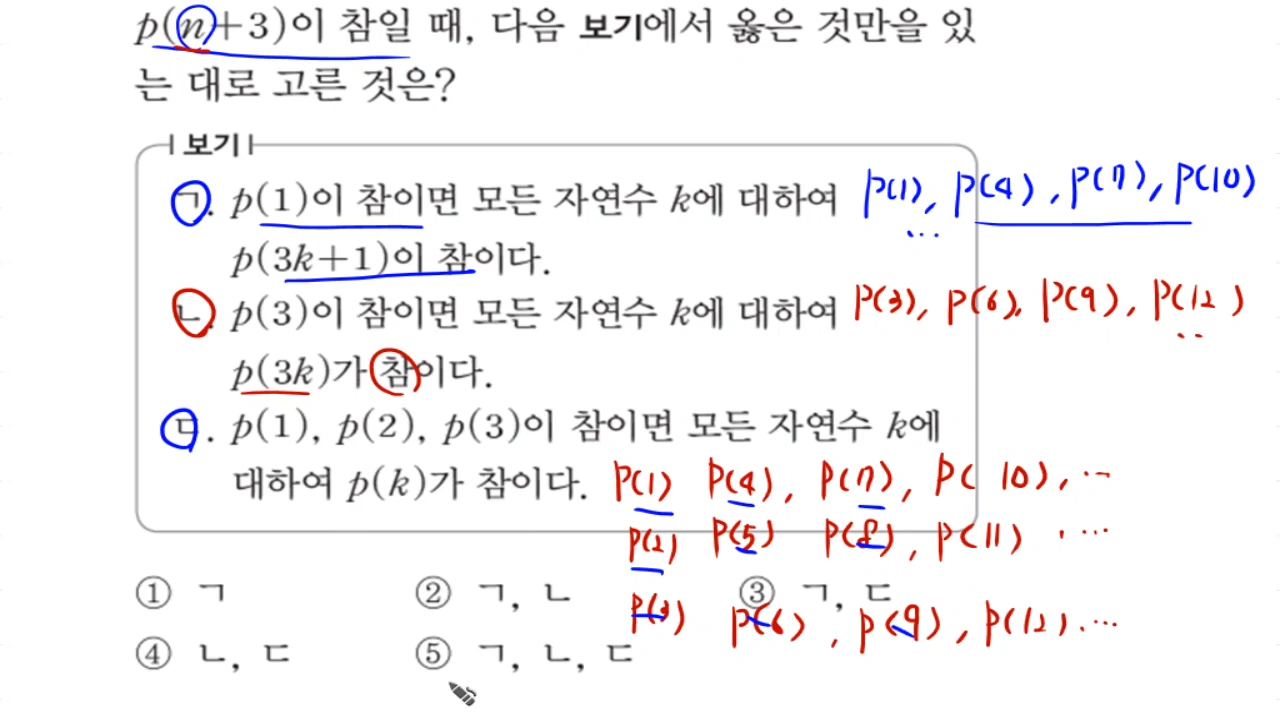 p(n+3)이 참일 때, 다음 보기에서 옳은 것만을 있
는 대로 고른 것은?
보기
ㄱ. p(1)이 참이면 모든 자연수 k에 대하여 p(1), p(4), p(7), p(10)
...
p(3k+1)이 참이다.
ㄴ. p(3)이 참이면 모든 자연수 k에 대하여 p(3), p(6), p(9), p(12)
..
p(3k)가 참이다.
ㄷ. p(1), p(2), p(3)이 참이면 모든 자연수 k에
대하여 p(k)가 참이다. p(1) p(4), p(7), p(10), ...
p(2) p(5) p(8), p(11) ...
① ㄱ ② ㄱ, ㄴ ③ ㄱ, ㄷ
p(3) p(6), p(9), p(12) ...
④ ㄴ, ㄷ ⑤ ㄱ, ㄴ, ㄷ